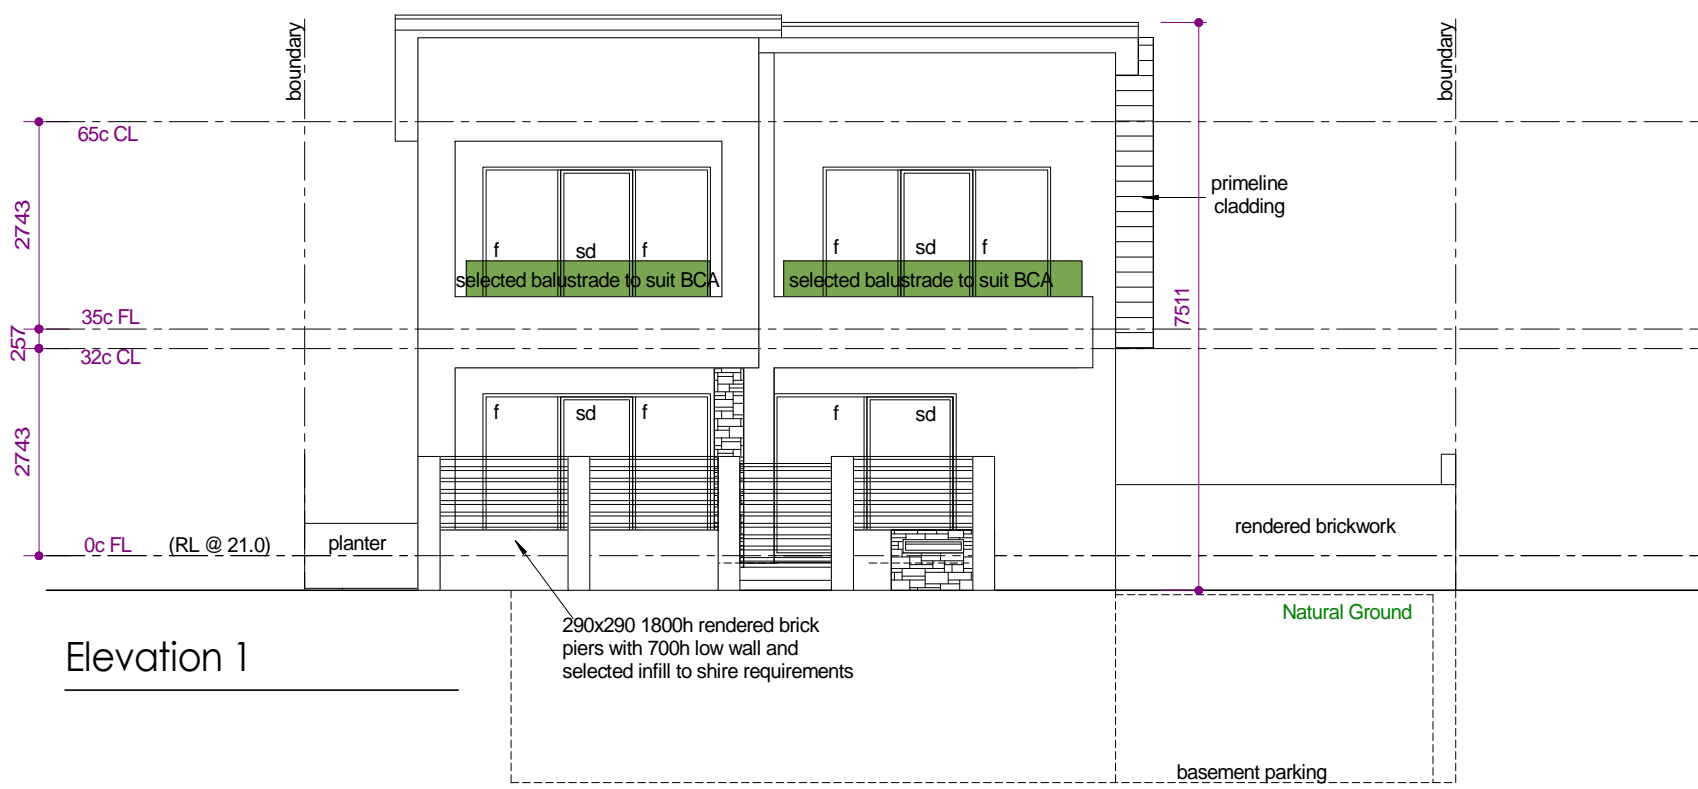 boundary
boundary
65c CL
2743
primeline
cladding
f
sd
f
f
sd
f
selected balustrade to suit BCA
selected balustrade to suit BCA
7511
35c FL
257
32c CL
2743
f
sd
f
f
sd
0c FL
(RL @ 21.0)
planter
rendered brickwork
Natural Ground
290x290 1800h rendered brick
piers with 700h low wall and
selected infill to shire requirements
Elevation 1
basement parking